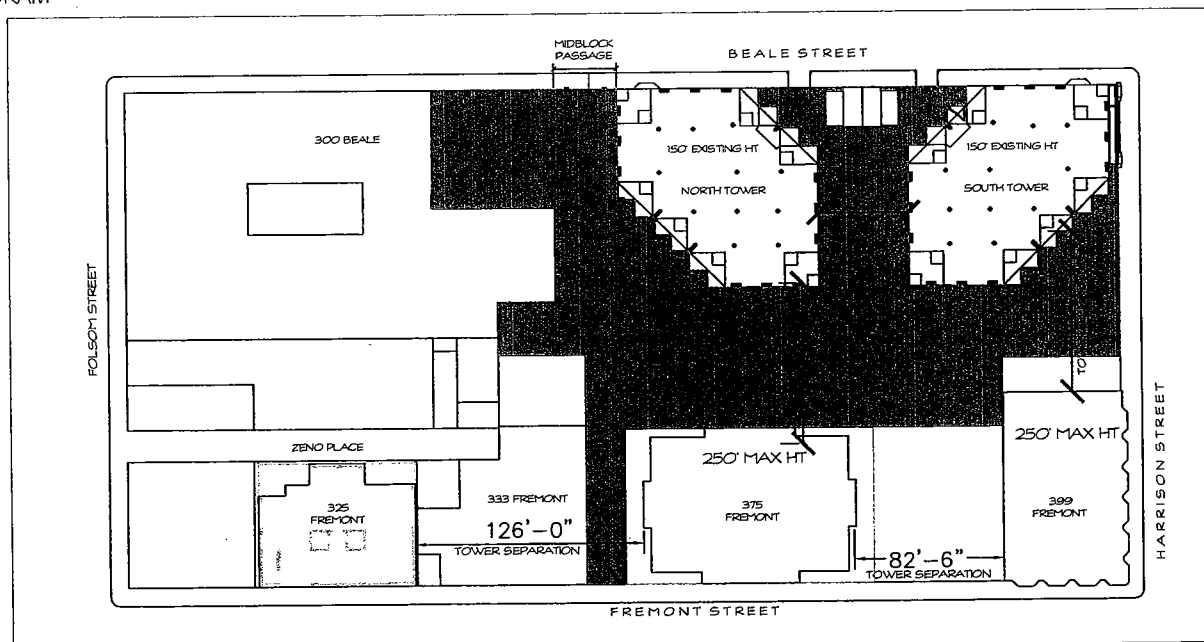 MIDBLOCK
PASSAGE
BEALE STREET
300 BEALE
150' EXISTING HT
150' EXISTING HT
NORTH TOWER
SOUTH TOWER
FOLSOM STREET
TO
HARRISON STREET
ZENO PLACE
250' MAX HT
250' MAX HT
325
FREMONT
333 FREMONT
375
FREMONT
399
FREMONT
126'-0"
TOWER SEPARATION
82'-6"
TOWER SEPARATION
FREMONT STREET